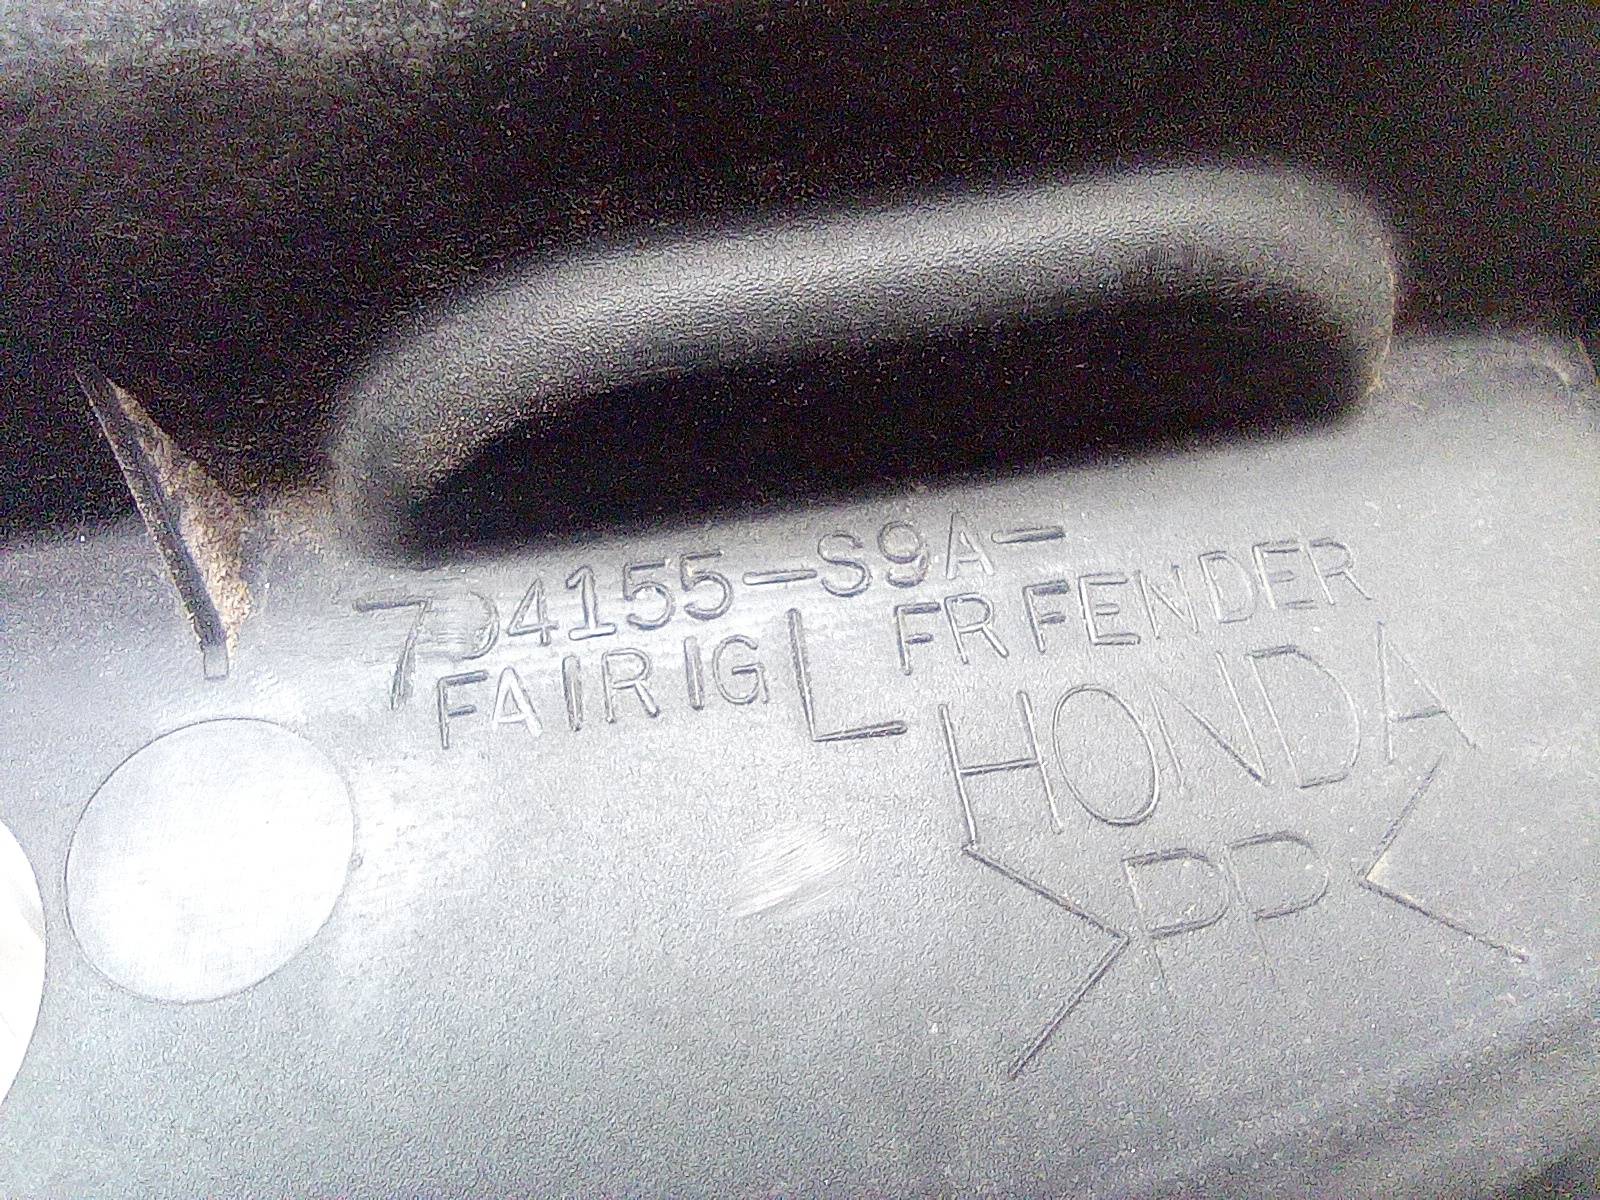 74155-S9A-
FAIRIG L FR FENDER
HONDA
>PP<